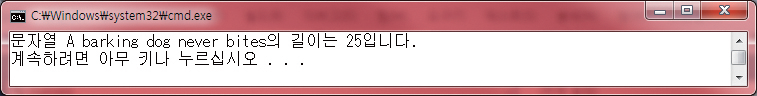 C:₩Windows₩system32₩cmd.exe
문자열 A barking dog never bites의 길이는 25입니다.
계속하려면 아무 키나 누르십시오 . . .